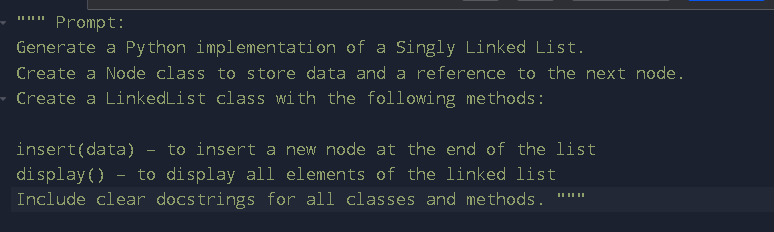 """ Prompt:
Generate a Python implementation of a Singly Linked List.
Create a Node class to store data and a reference to the next node.
Create a LinkedList class with the following methods:
insert(data) – to insert a new node at the end of the list
display() – to display all elements of the linked list
Include clear docstrings for all classes and methods. """